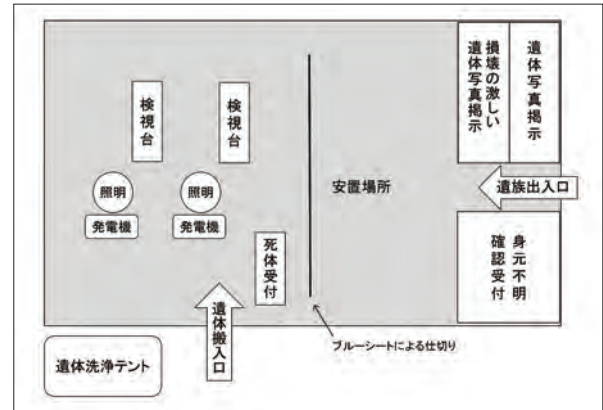 検視台
検視台
照明
照明
発電機
発電機
死体受付
遺体搬入口
遺体洗浄テント
ブルーシートによる仕切り
安置場所
損壊の激しい
遺体写真掲示
遺体写真掲示
遺族出入口
身元不明
確認受付